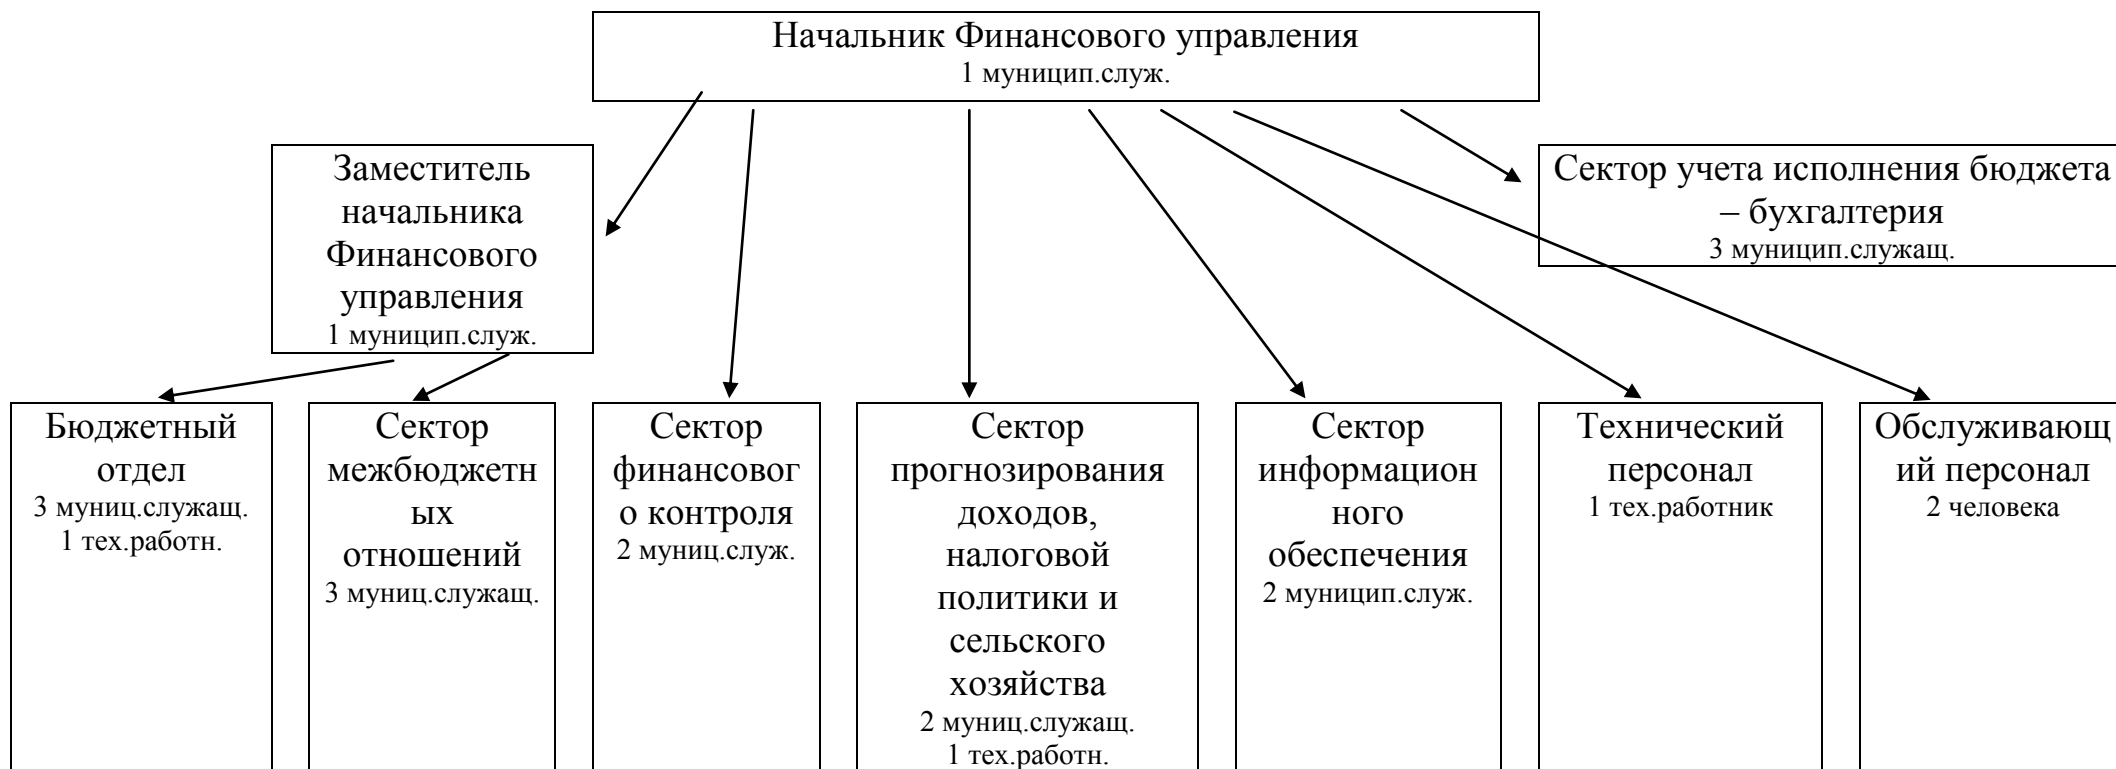 Начальник Финансового управления
1 муницип.служ.
Заместитель
начальника
Финансового
управления
1 муницип.служ.
Сектор учета исполнения бюджета
– бухгалтерия
3 муницип.служащ.
Бюджетный
отдел
3 муниц.служащ.
1 тех.работн.
Сектор
межбюджетн
ых
отношений
3 муниц.служащ.
Сектор
финансовог
о контроля
2 муниц.служ.
Сектор
прогнозирования
доходов,
налоговой
политики и
сельского
хозяйства
2 муниц.служащ.
1 тех.работн.
Сектор
информацион
ного
обеспечения
2 муницип.служ.
Технический
персонал
1 тех.работник
Обслуживающ
ий персонал
2 человека